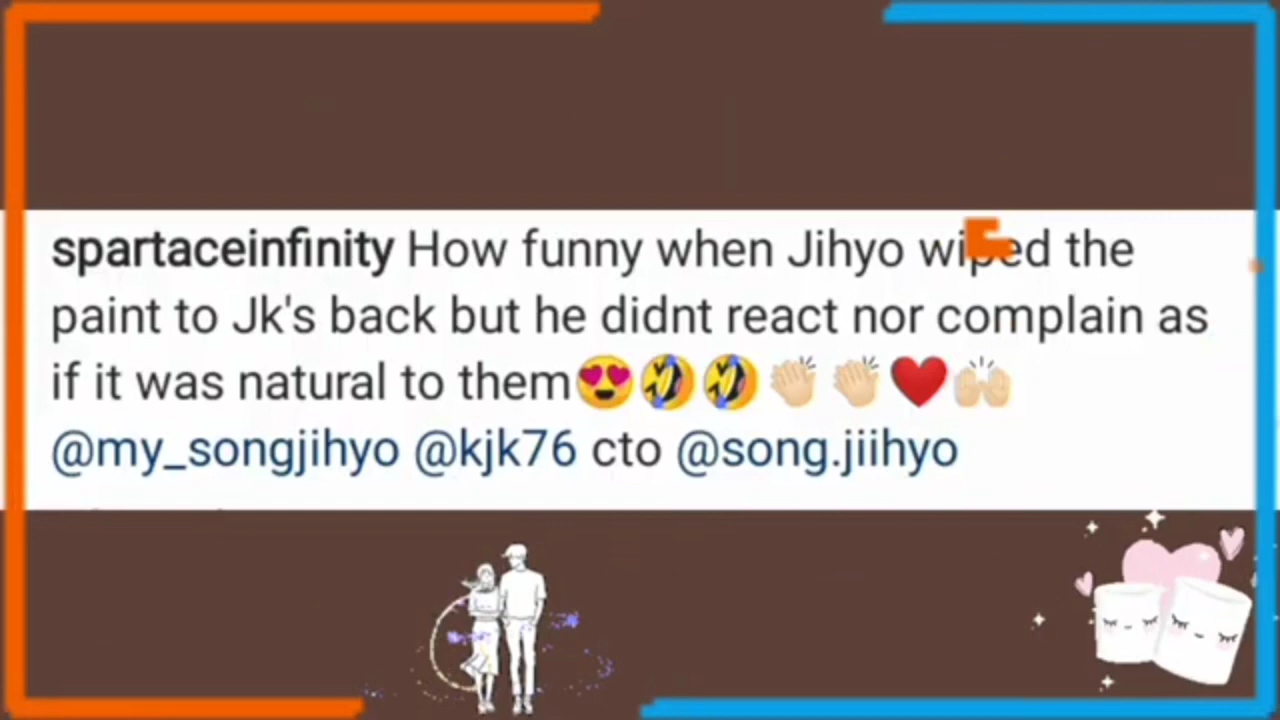 spartaceinfinity How funny when Jihyo wiped the
paint to Jk's back but he didnt react nor complain as
if it was natural to them😍🤣🤣👏🏻👏🏻❤️🙌🏻
@my_songjihyo @kjk76 cto @song.jiihyo